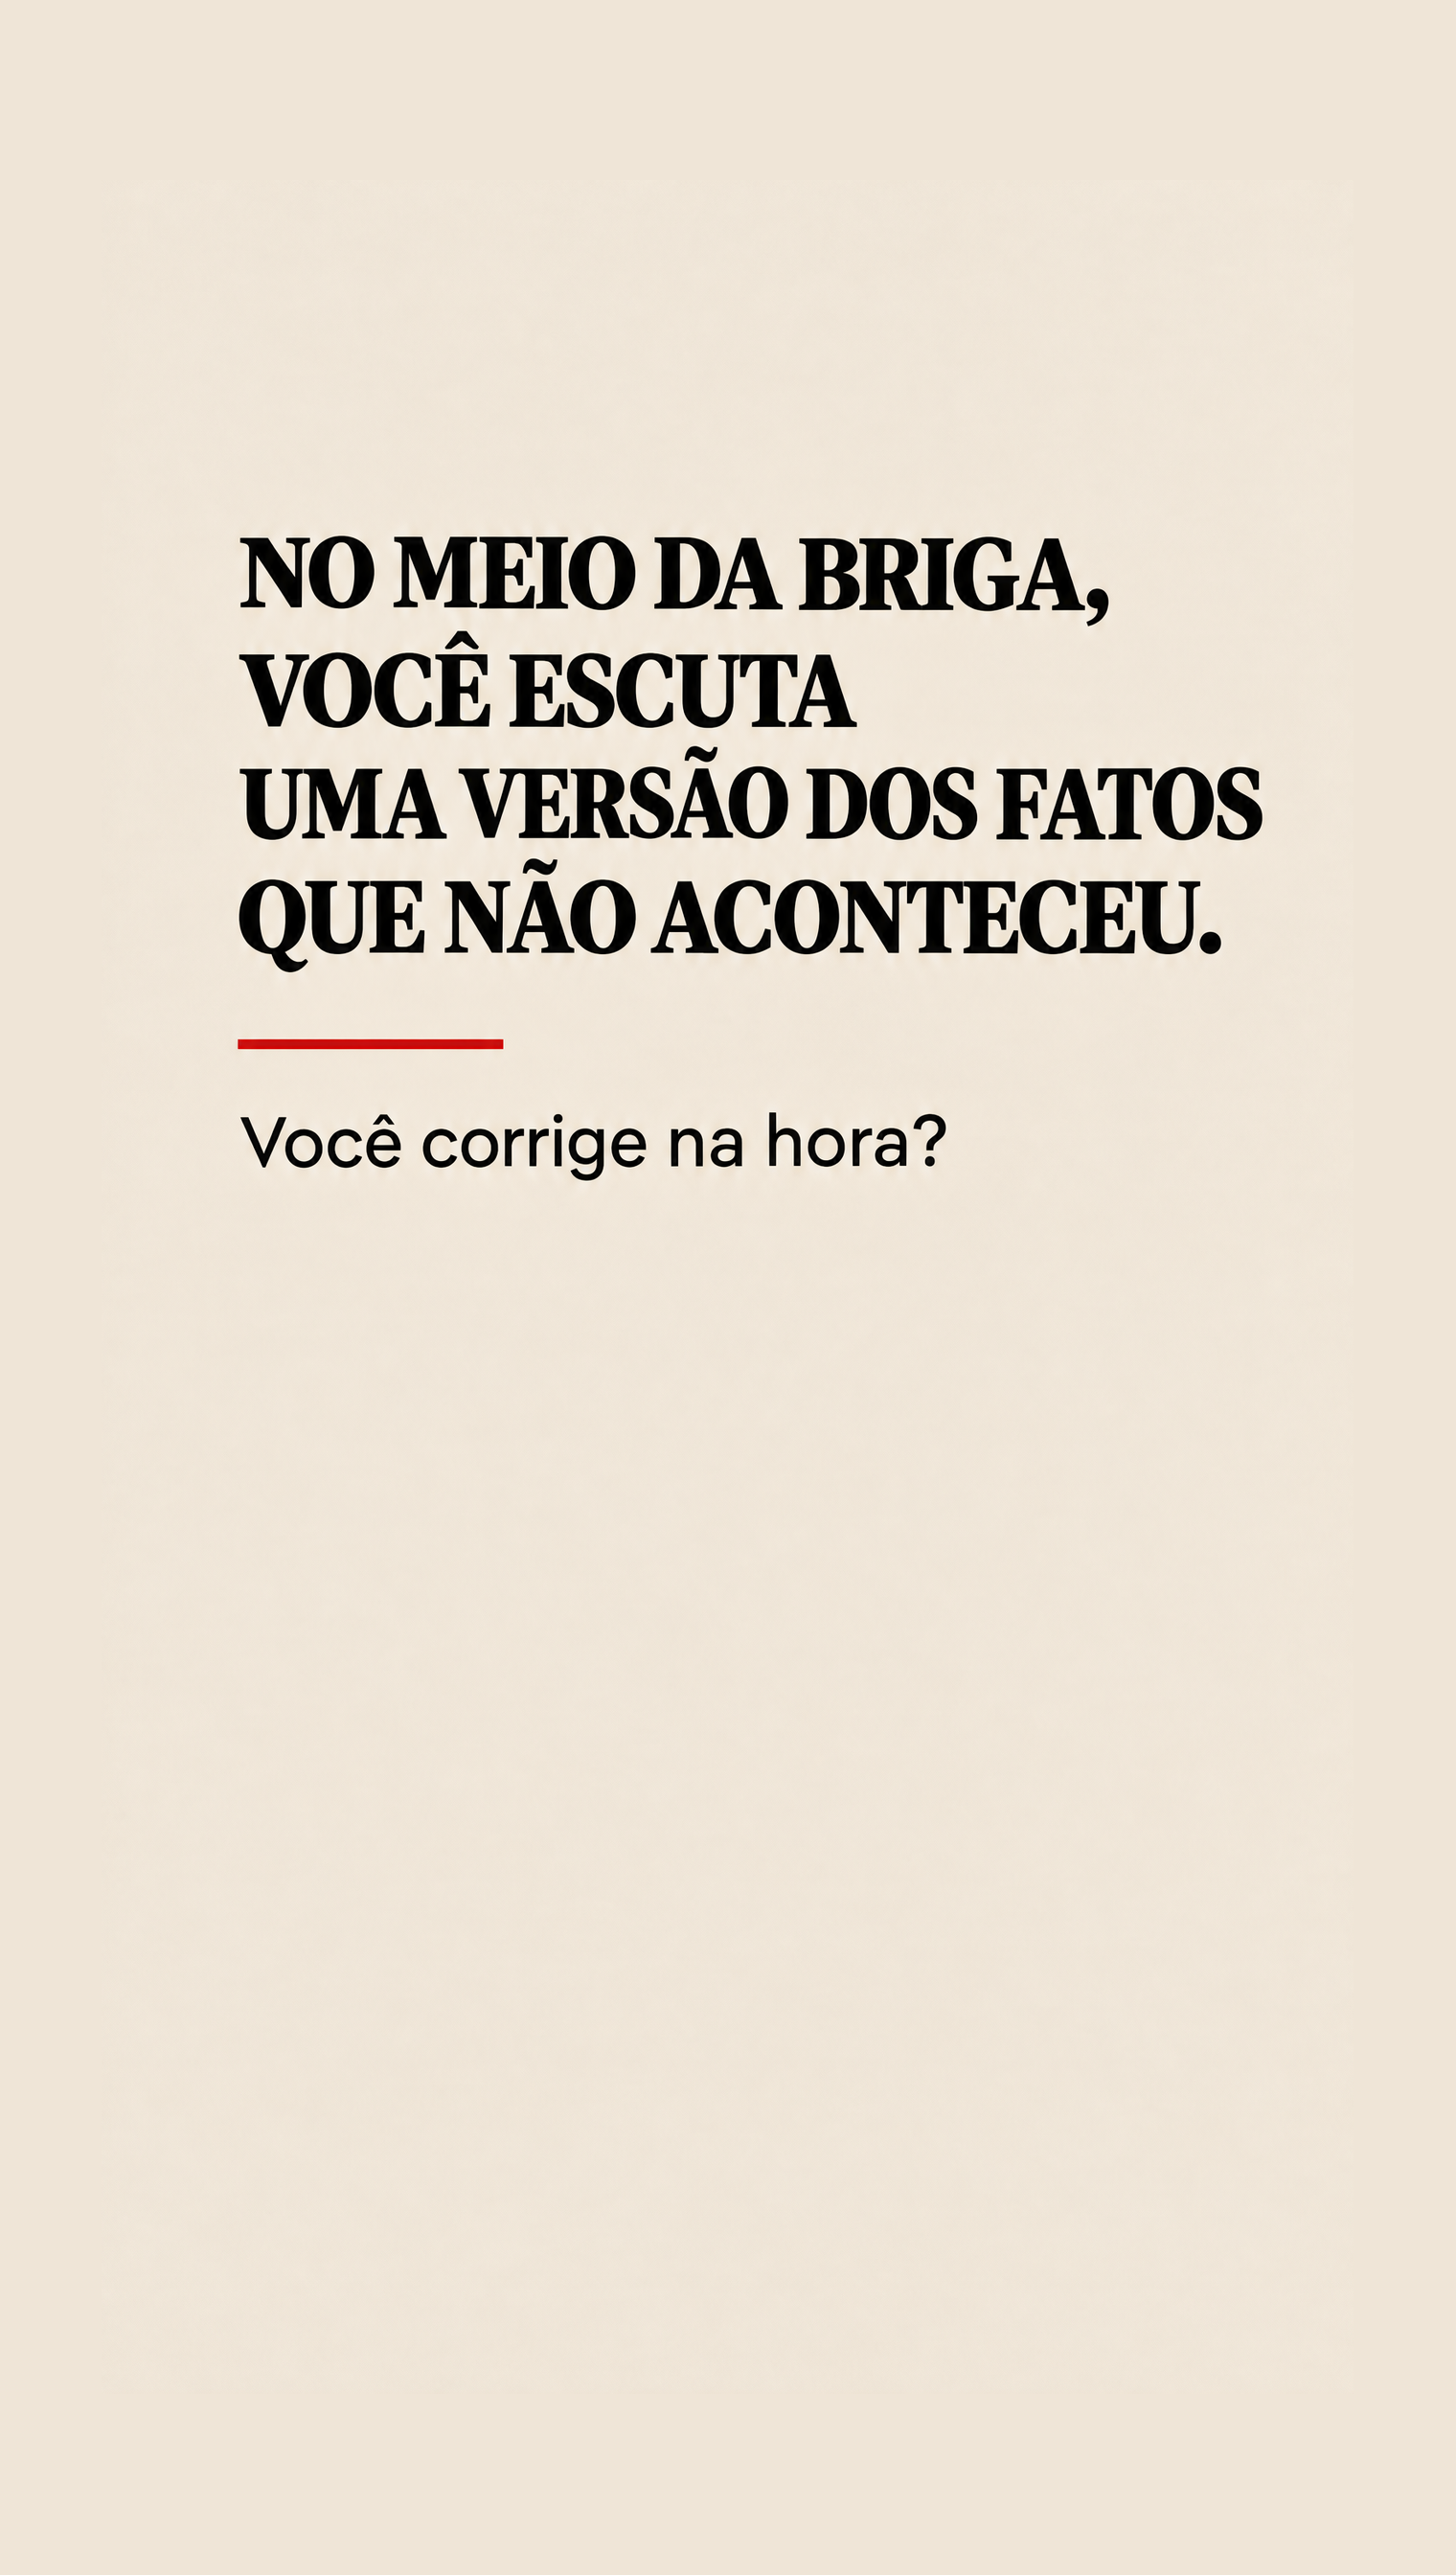 NO MEIO DA BRIGA,
VOCÊ ESCUTA
UMA VERSÃO DOS FATOS
QUE NÃO ACONTECEU.
Você corrige na hora?